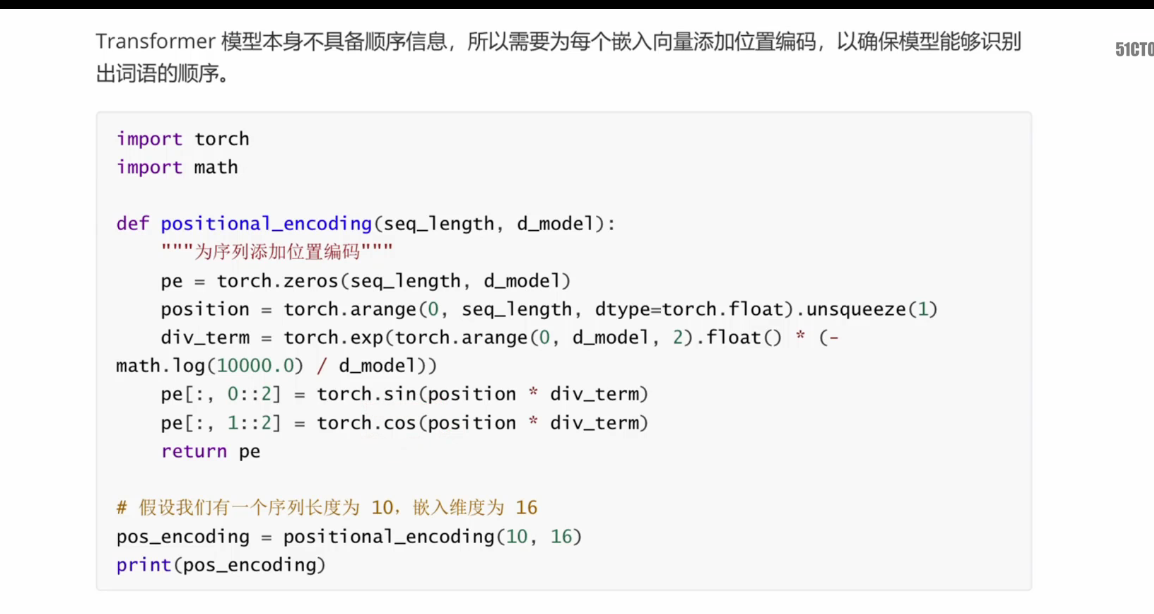 Transformer 模型本身不具备顺序信息，所以需要为每个嵌入向量添加位置编码，以确保模型能够识别
出词语的顺序。
51CTO
import torch
import math
def positional_encoding(seq_length, d_model):
    """为序列添加位置编码"""
    pe = torch.zeros(seq_length, d_model)
    position = torch.arange(0, seq_length, dtype=torch.float).unsqueeze(1)
    div_term = torch.exp(torch.arange(0, d_model, 2).float() * (-
math.log(10000.0) / d_model))
    pe[:, 0::2] = torch.sin(position * div_term)
    pe[:, 1::2] = torch.cos(position * div_term)
    return pe
# 假设我们有一个序列长度为 10，嵌入维度为 16
pos_encoding = positional_encoding(10, 16)
print(pos_encoding)